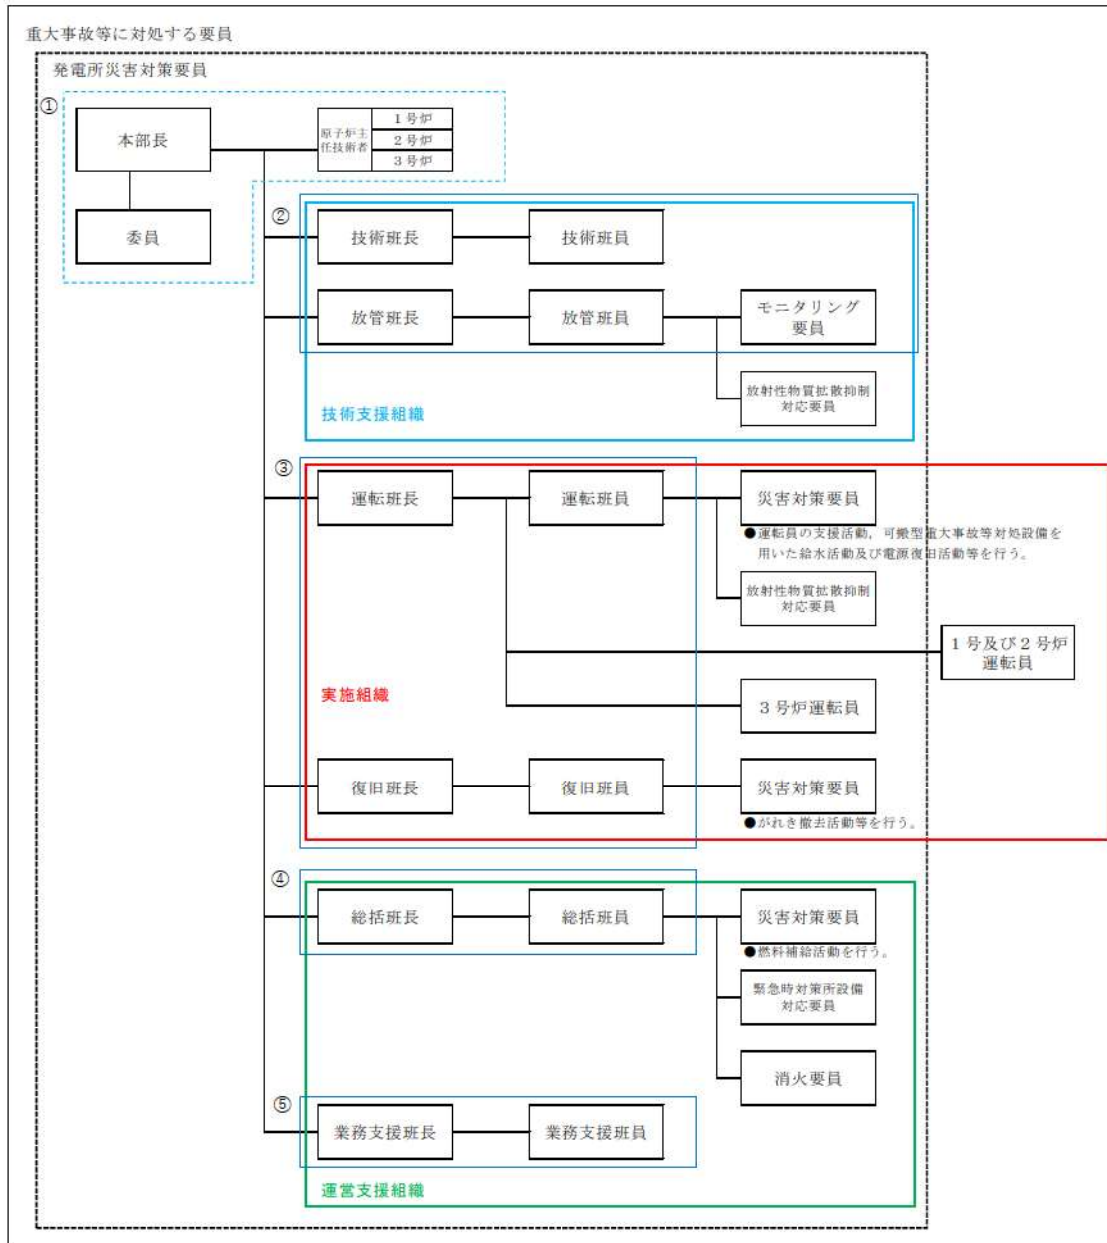 重大事故等に対処する要員
発電所災害対策要員
①
本部長
原子炉主
任技術者
1号炉
2号炉
3号炉
委員
②
技術班長
技術班員
放管班長
放管班員
モニタリング
要員
放射性物質拡散抑制
対応要員
技術支援組織
③
運転班長
運転班員
災害対策要員
●運転員の支援活動，可搬型重大事故等対処設備を
用いた給水活動及び電源復旧活動等を行う。
放射性物質拡散抑制
対応要員
1号及び2号炉
運転員
実施組織
3号炉運転員
復旧班長
復旧班員
災害対策要員
●がれき撤去活動等を行う。
④
総括班長
総括班員
災害対策要員
●燃料補給活動を行う。
緊急時対策所設備
対応要員
消火要員
⑤
業務支援班長
業務支援班員
運営支援組織